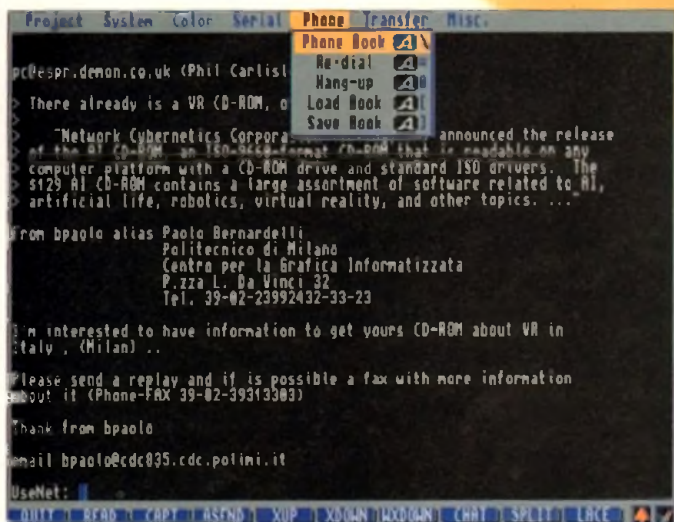 Project System Color Serial Phone Transfer Misc.
Phone Book A \
Re-dial A
Hang-up A
Load Book A [
Save Book A ]
pc@espr.demon.co.uk (Phil Carlisl
> There already is a VR CD-ROM, o
>
> "Network Cybernetics Corpora announced the release
> of the AI CD-ROM, an ISO-9660-format CD-ROM that is readable on any
> computer platform with a CD-ROM drive and standard ISO drivers. The
> $129 AI CD-ROM contains a large assortment of software related to AI,
> artificial life, robotics, virtual reality, and other topics. ...
From bpaolo alias Paolo Bernardelli
Politecnico di Milano
Centro per la Grafica Informatizzata
P.zza L. Da Vinci 32
Tel. 39-02-23992432-33-23
I'm interested to have information to get yours CD-ROM about VR in
Italy , (Milan) ..
Please send a replay and if is possible a fax with more information
about it (Phone-FAX 39-02-39313303)
Thank from bpaolo
email bpaolo@cdc835.cdc.polimi.it
UseNet:
QUIT READ CAPT ASEND XUP XDOWN WXDOWN CHAT SPLIT LACE